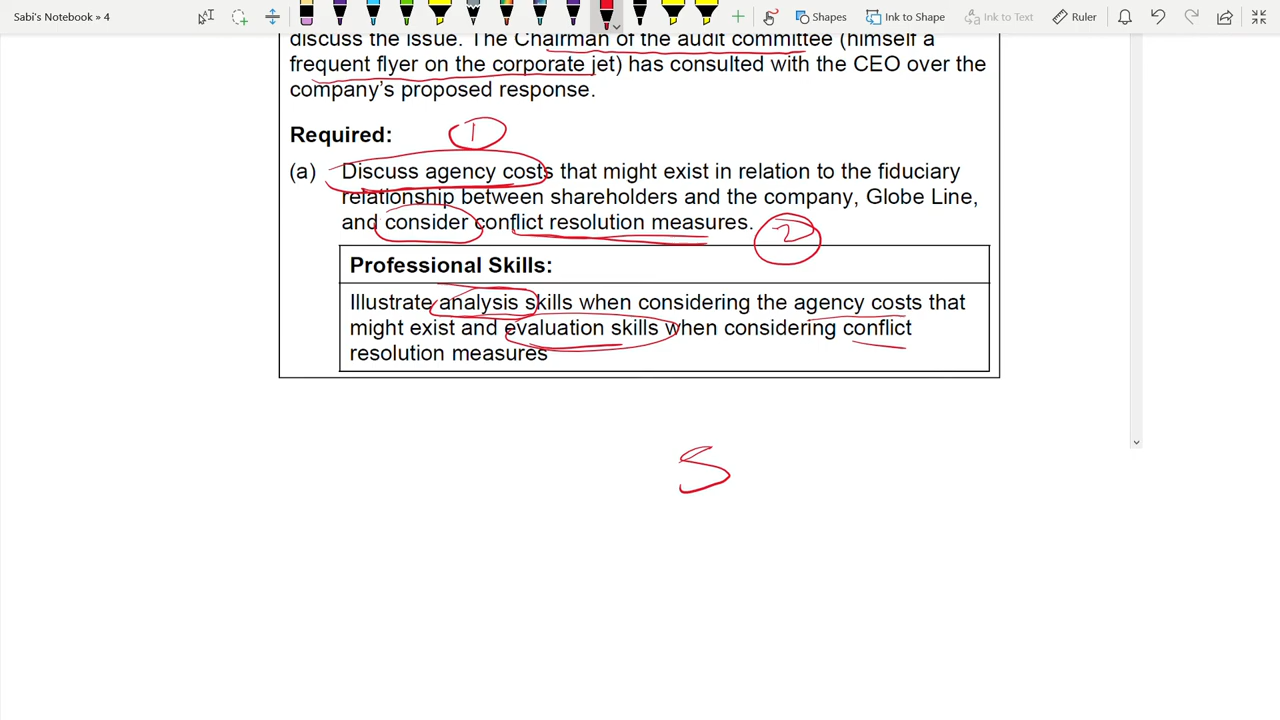 Sabi's Notebook » 4
Shapes
Ink to Shape
Ink to Text
Ruler
discuss the issue. The Chairman of the audit committee (himself a
frequent flyer on the corporate jet) has consulted with the CEO over the
company's proposed response.
Required:
1
(a) Discuss agency costs that might exist in relation to the fiduciary
relationship between shareholders and the company, Globe Line,
and consider conflict resolution measures.
2
Professional Skills:
Illustrate analysis skills when considering the agency costs that
might exist and evaluation skills when considering conflict
resolution measures
S